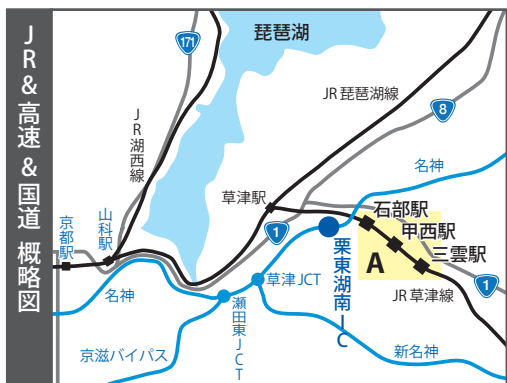 JR&高速&国道 概略図
171
琵琶湖
JR琵琶湖線
8
JR湖西線
名神
草津駅
石部駅
山科駅
京都駅
1
甲西駅
栗東湖南IC
三雲駅
A
草津JCT
1
名神
JR草津線
瀬田東JCT
京滋バイパス
新名神